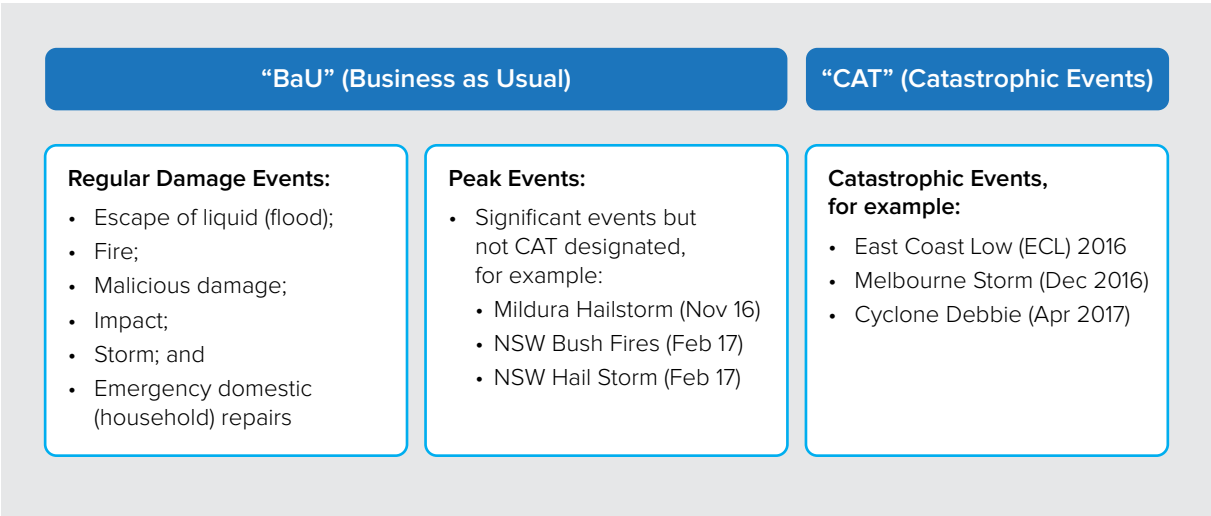 “BaU” (Business as Usual)
“CAT” (Catastrophic Events)
Regular Damage Events:
• Escape of liquid (flood);
• Fire;
• Malicious damage;
• Impact;
• Storm; and
• Emergency domestic
(household) repairs
Peak Events:
• Significant events but
not CAT designated,
for example:
• Mildura Hailstorm (Nov 16)
• NSW Bush Fires (Feb 17)
• NSW Hail Storm (Feb 17)
Catastrophic Events,
for example:
• East Coast Low (ECL) 2016
• Melbourne Storm (Dec 2016)
• Cyclone Debbie (Apr 2017)